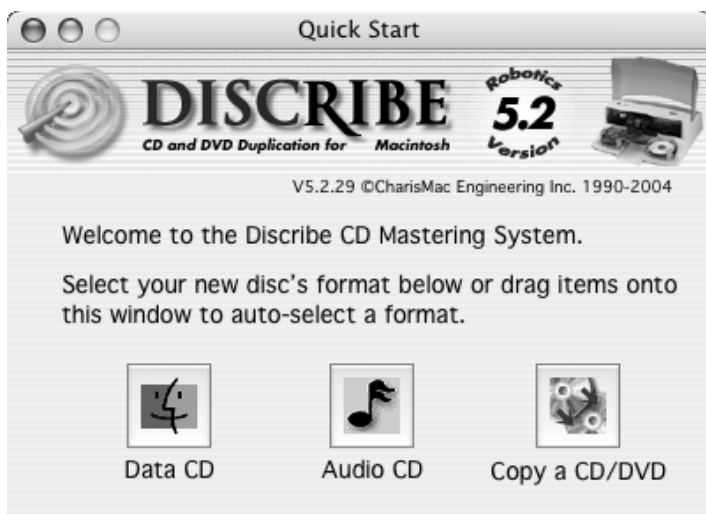 Quick Start
DISCRIBE
CD and DVD Duplication for Macintosh
Robotics
5.2
Version
V5.2.29 ©CharisMac Engineering Inc. 1990-2004
Welcome to the Discribe CD Mastering System.
Select your new disc's format below or drag items onto
this window to auto-select a format.
Data CD
Audio CD
Copy a CD/DVD